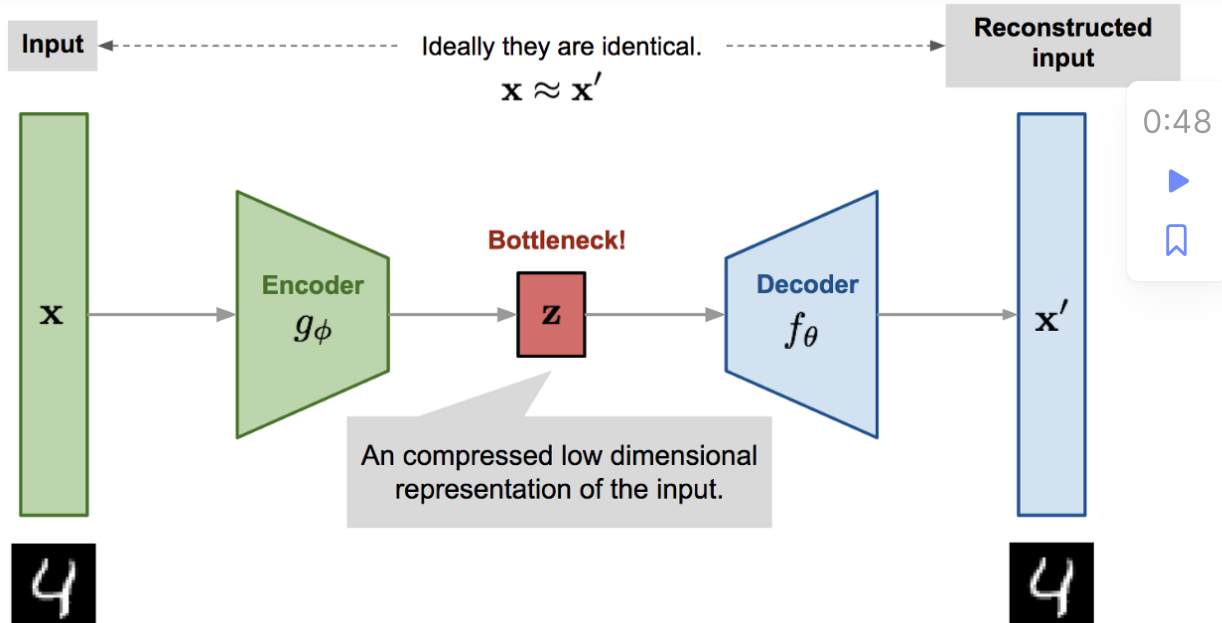 Input
Ideally they are identical.
x ≈ x′
Reconstructed
input
0:48
Bottleneck!
Encoder
gϕ
Decoder
fθ
x
z
x′
An compressed low dimensional
representation of the input.
4
4